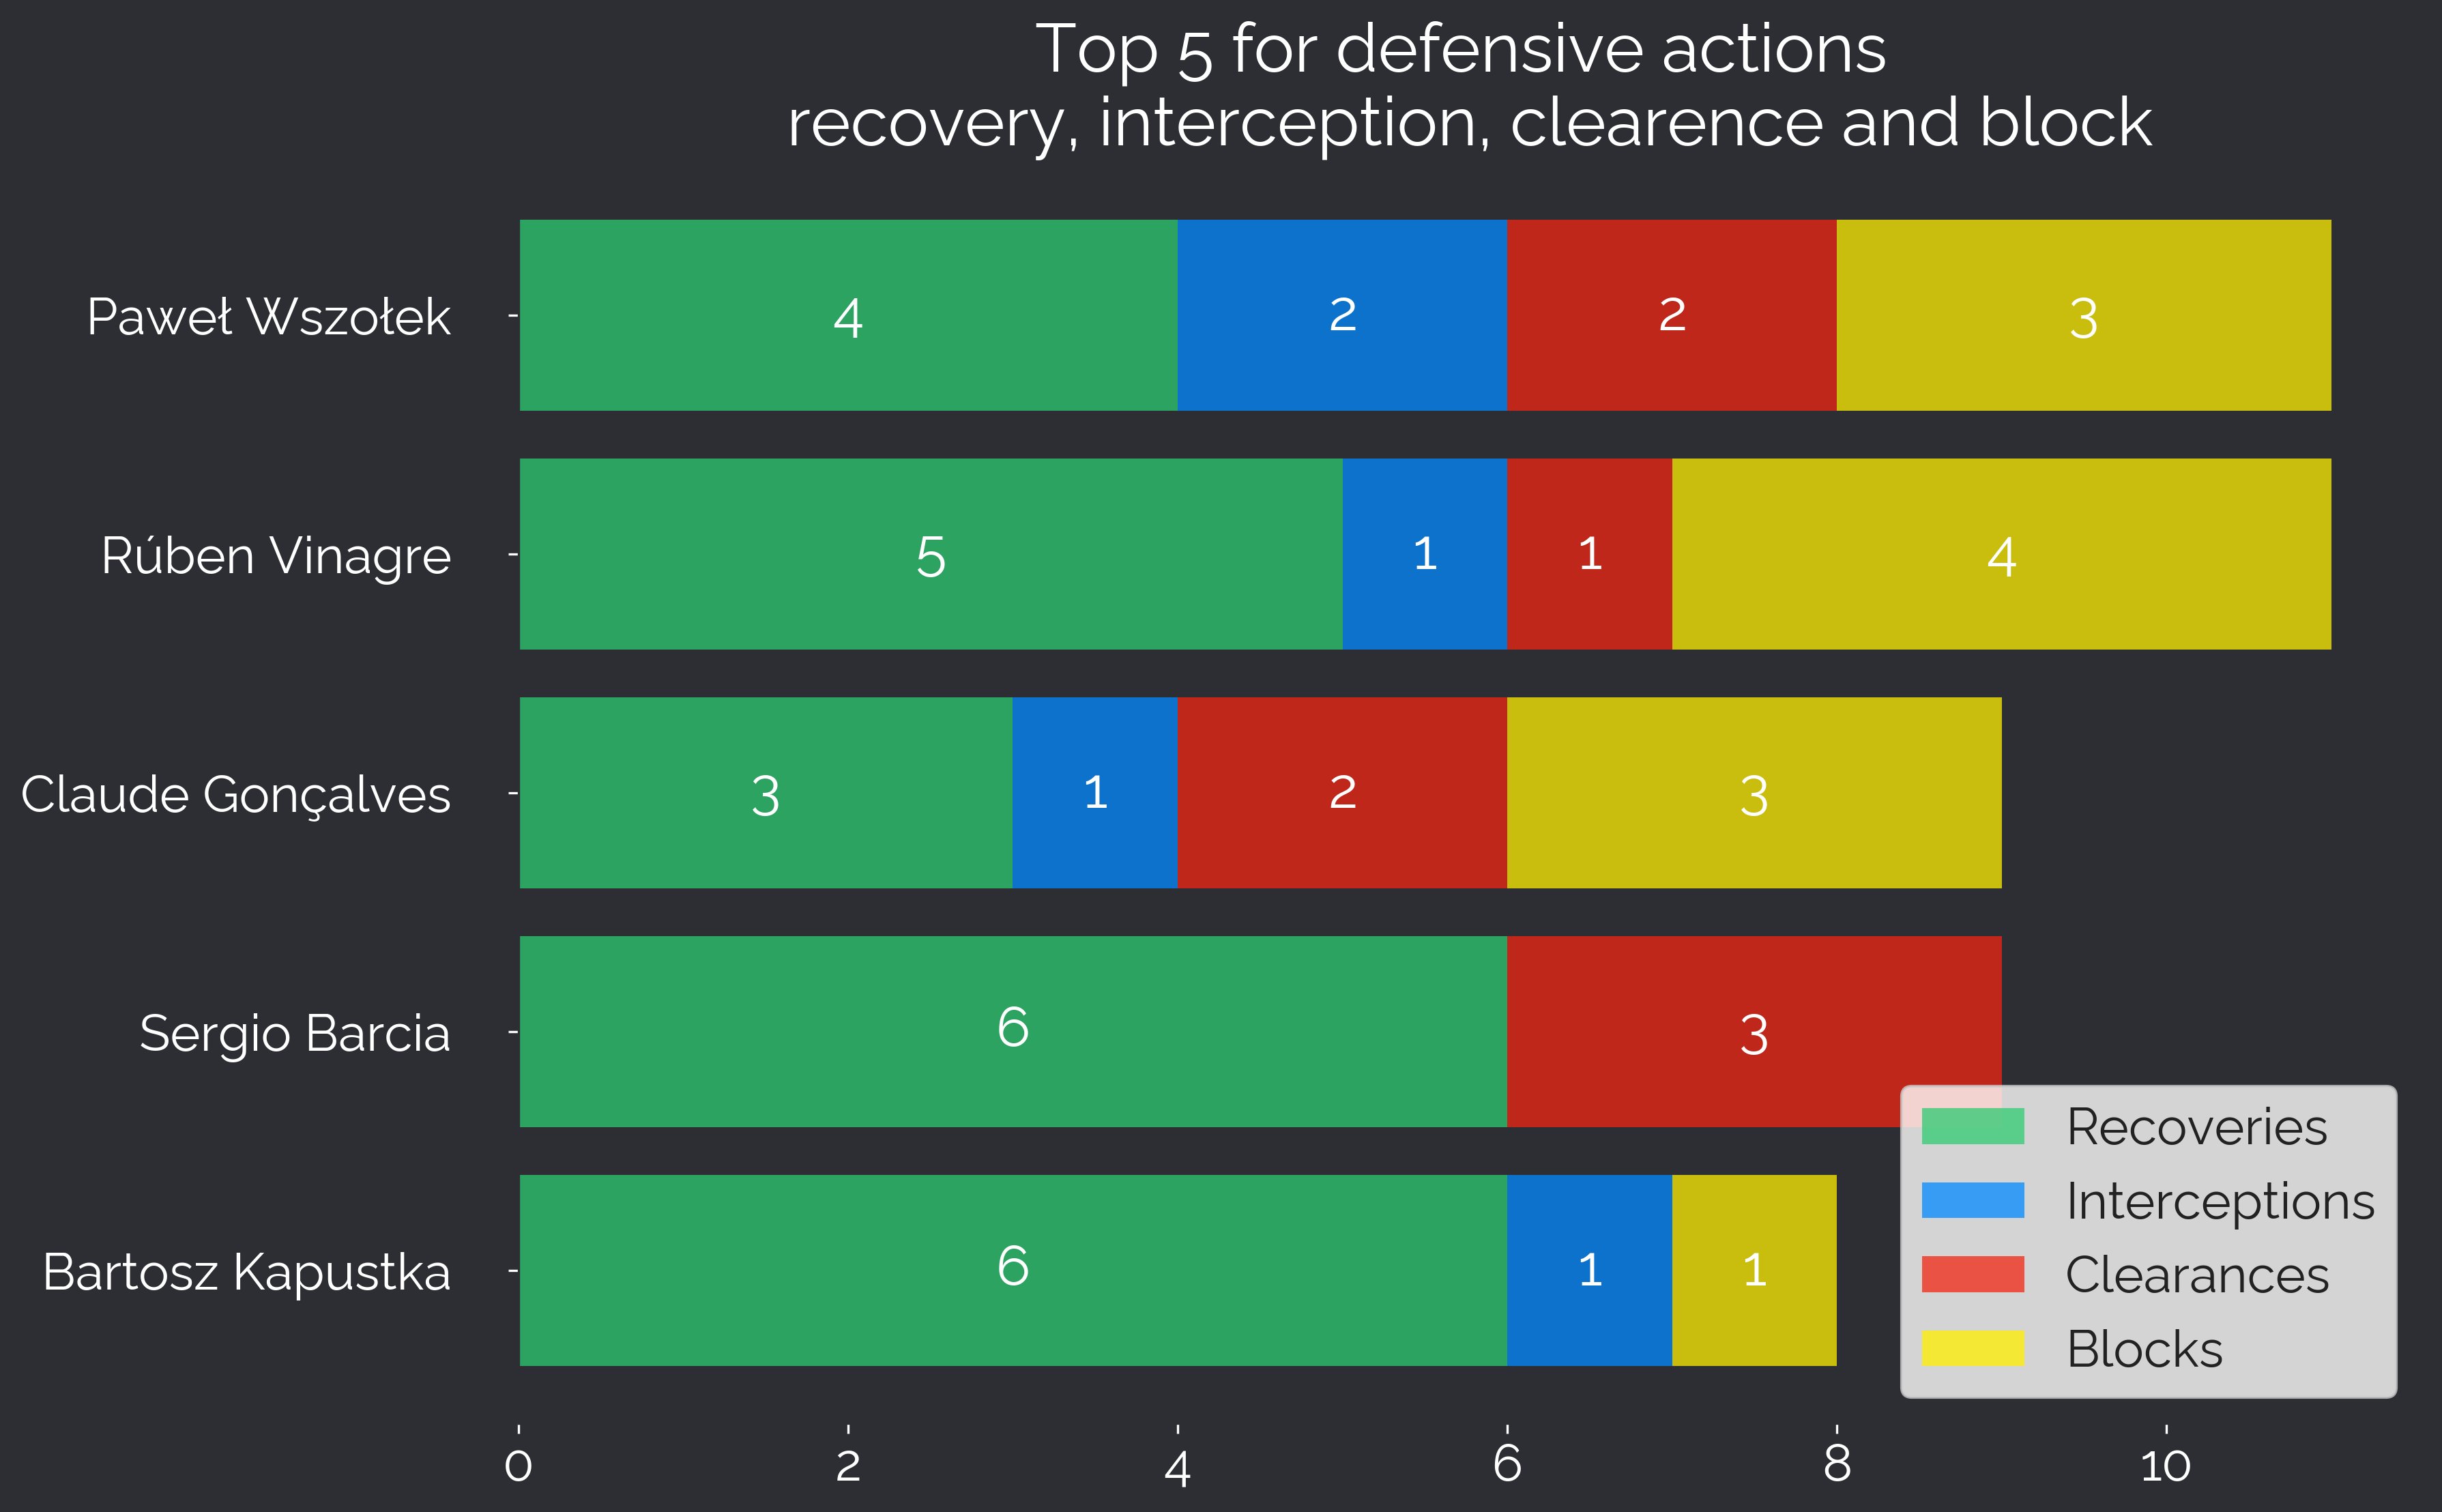 Top 5 for defensive actions
recovery, interception, clearence and block
Paweł Wszołek 4 2 2 3
Rúben Vinagre 5 1 1 4
Claude Gonçalves 3 1 2 3
Sergio Barcia 6 3
Bartosz Kapustka 6 1 1
Recoveries
Interceptions
Clearances
Blocks
0 2 4 6 8 10